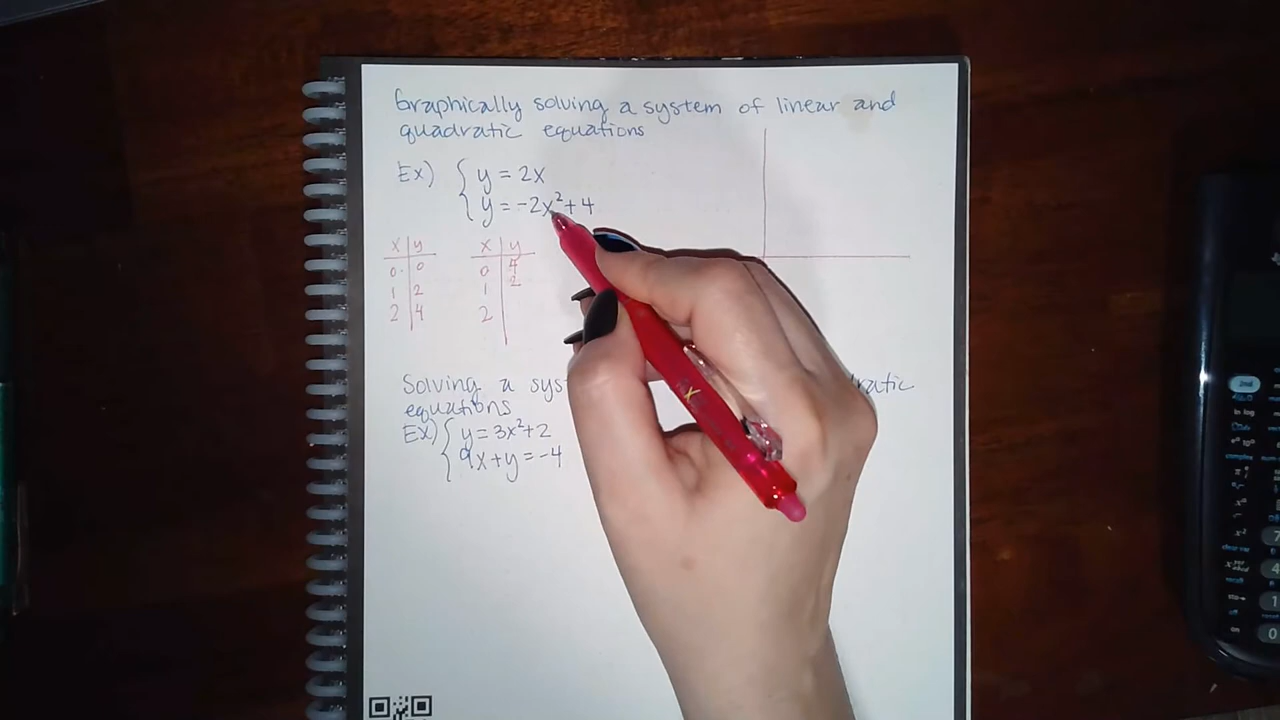 Graphically solving a system of linear and
quadratic equations
Ex) { y = 2x
{ y = -2x²+4
x y
0 0
1 2
2 4
x y
0 4
1 2
2
Solving a sys
equations
Ex) { y = 3x²+2
{ 9x+y = -4
2nd